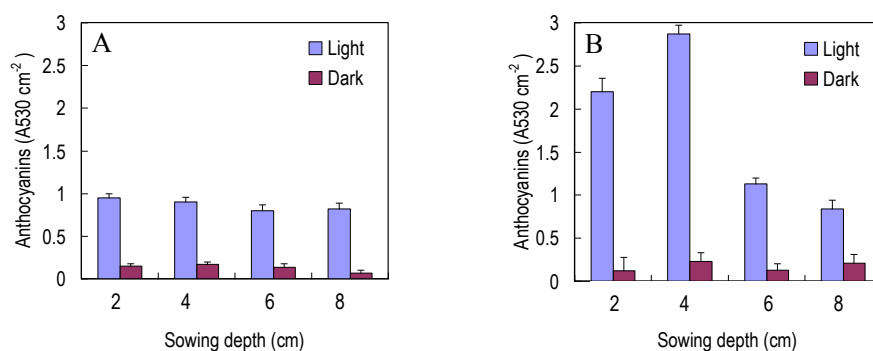 A
Light
Dark
Anthocyanins (A530 cm⁻²)
3
2.5
2
1.5
1
0.5
0
2 4 6 8
Sowing depth (cm)
B
Light
Dark
Anthocyanins (A530 cm⁻²)
3
2.5
2
1.5
1
0.5
0
2 4 6 8
Sowing depth (cm)